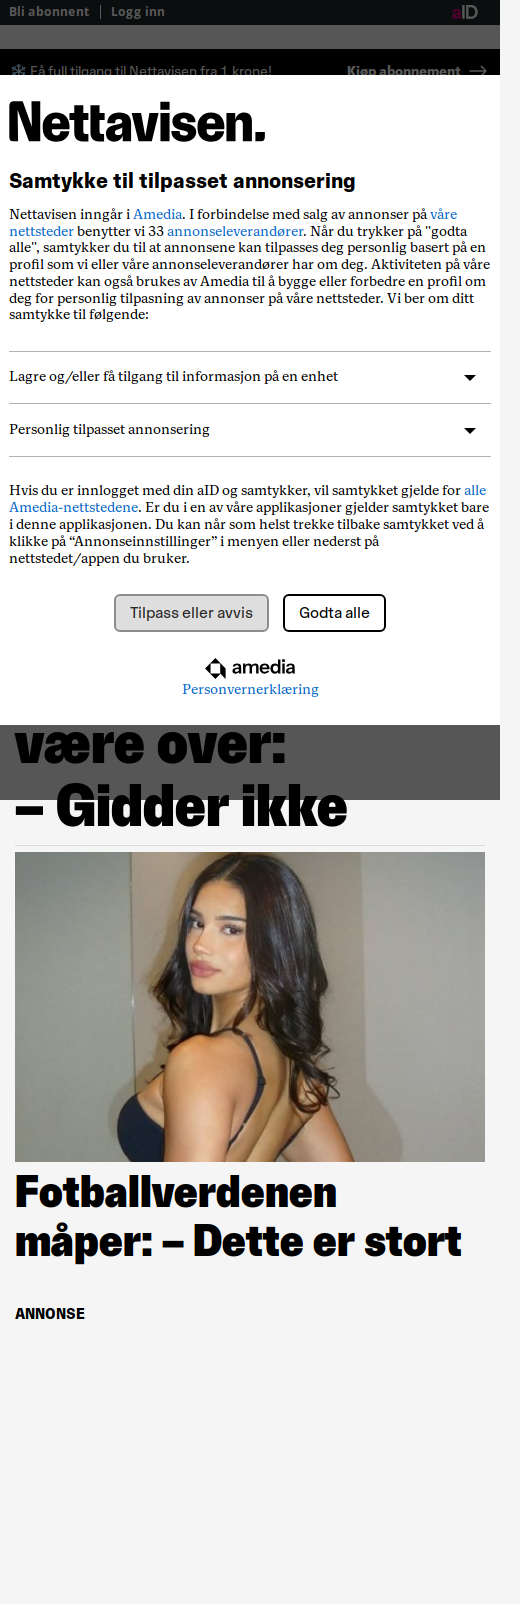 Bli abonnent | Logg inn aID
Få full tilgang til Nettavisen fra 1 krone! Kjøp abonnement →
Nettavisen.
Samtykke til tilpasset annonsering
Nettavisen inngår i Amedia. I forbindelse med salg av annonser på våre
nettsteder benytter vi 33 annonseleverandører. Når du trykker på "godta
alle", samtykker du til at annonsene kan tilpasses deg personlig basert på en
profil som vi eller våre annonseleverandører har om deg. Aktiviteten på våre
nettsteder kan også brukes av Amedia til å bygge eller forbedre en profil om
deg for personlig tilpasning av annonser på våre nettsteder. Vi ber om ditt
samtykke til følgende:
Lagre og/eller få tilgang til informasjon på en enhet
Personlig tilpasset annonsering
Hvis du er innlogget med din aID og samtykker, vil samtykket gjelde for alle
Amedia-nettstedene. Er du i en av våre applikasjoner gjelder samtykket bare
i denne applikasjonen. Du kan når som helst trekke tilbake samtykket ved å
klikke på “Annonseinnstillinger” i menyen eller nederst på
nettstedet/appen du bruker.
Tilpass eller avvis Godta alle
amedia
Personvernerklæring
være over:
– Gidder ikke
Fotballverdenen
måper: – Dette er stort
ANNONSE